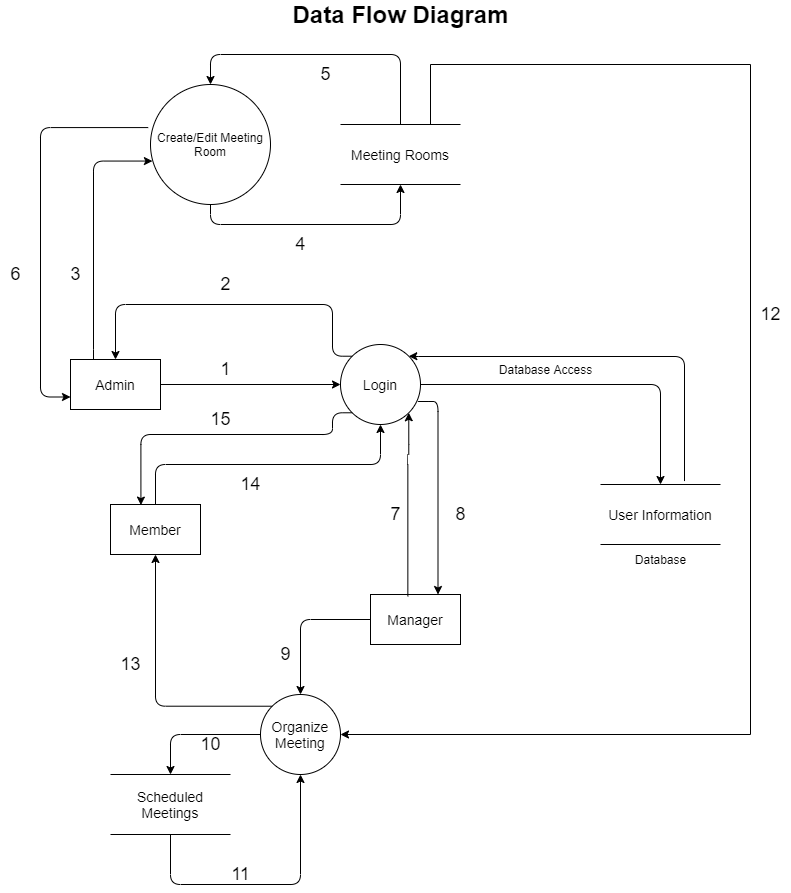 Data Flow Diagram
5
Create/Edit Meeting
Room
Meeting Rooms
4
6
3
2
12
1
Database Access
Admin
Login
15
14
7
8
User Information
Member
Database
Manager
9
13
Organize
Meeting
10
Scheduled
Meetings
11